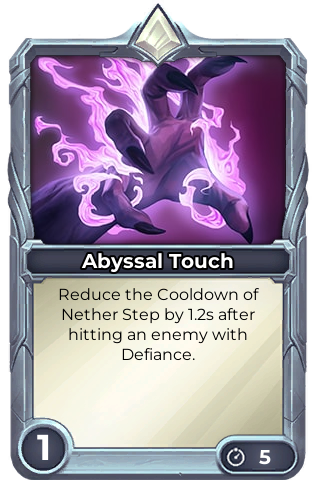 Abyssal Touch
Reduce the Cooldown of
Nether Step by 1.2s after
hitting an enemy with
Defiance.
1
5